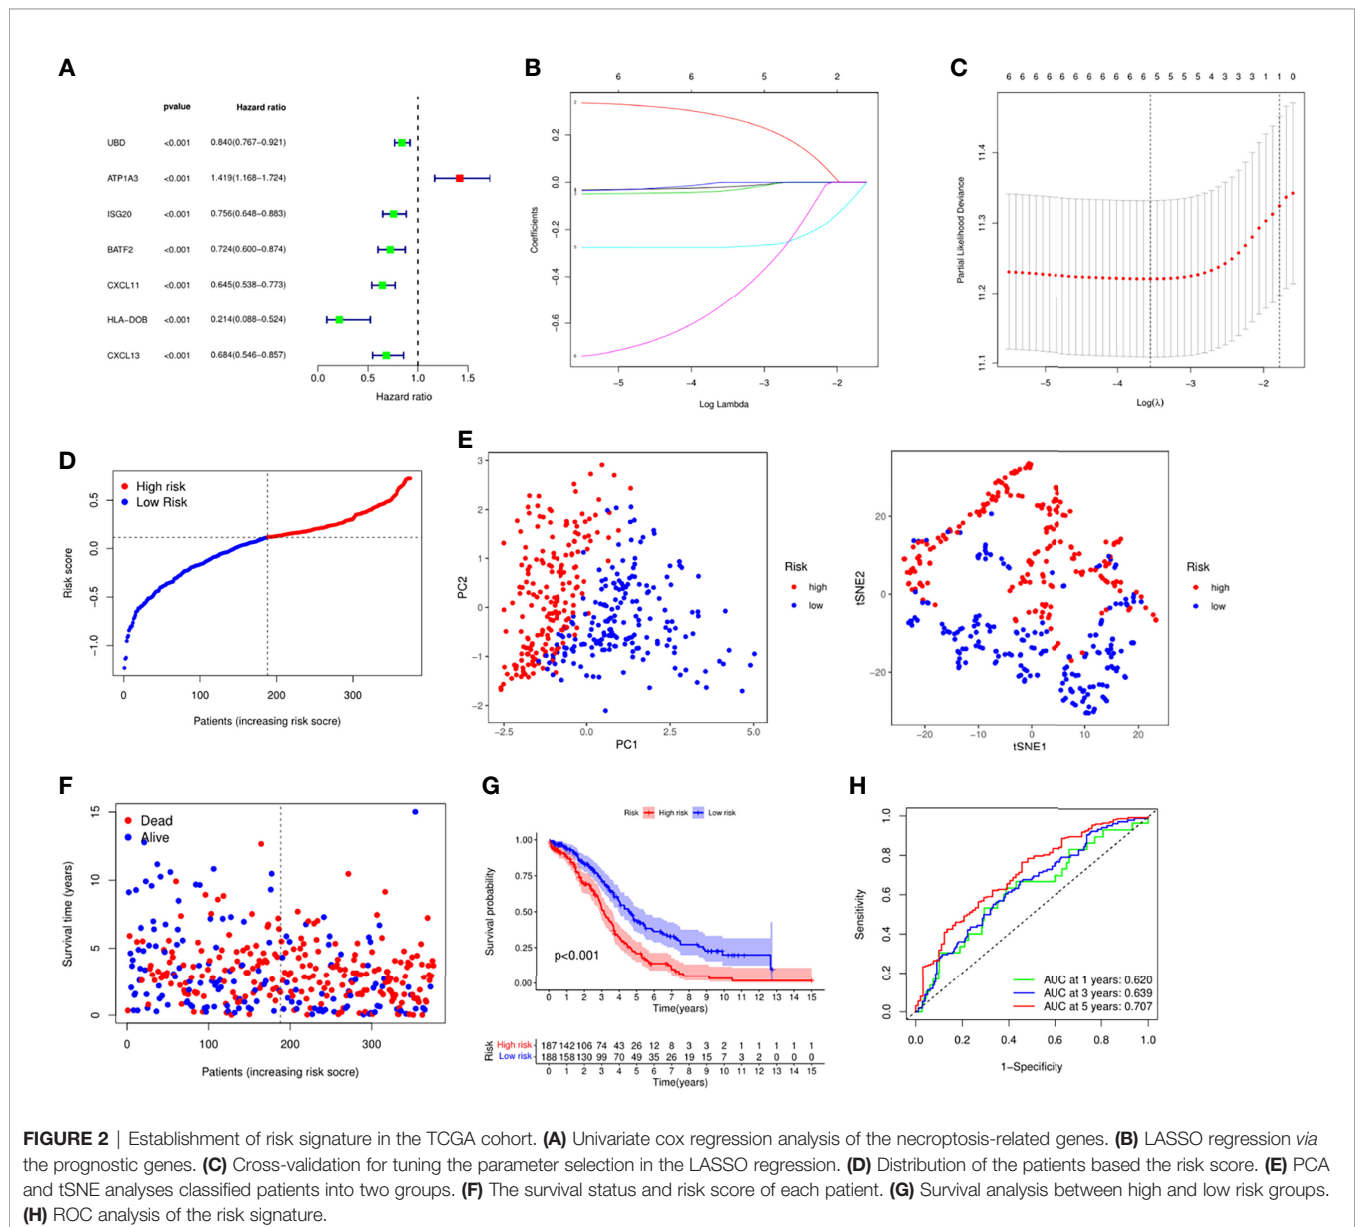 A
pvalue Hazard ratio
UBD <0.001 0.840(0.767−0.921)
ATP1A3 <0.001 1.419(1.168−1.724)
ISG20 <0.001 0.756(0.648−0.883)
BATF2 <0.001 0.724(0.600−0.874)
CXCL11 <0.001 0.645(0.538−0.773)
HLA−DOB <0.001 0.214(0.088−0.524)
CXCL13 <0.001 0.684(0.546−0.857)
0.0 0.5 1.0 1.5
Hazard ratio
B
6 6 5 2
Coefficients
0.2
0.0
−0.2
−0.4
−0.6
−5 −4 −3 −2
Log Lambda
C
6 6 6 6 6 6 6 6 6 6 6 5 5 5 5 4 3 3 3 1 1 0
Partial Likelihood Deviance
11.4
11.3
11.2
11.1
−5 −4 −3 −2
Log(λ)
D
High risk
Low Risk
Risk score
0.5
0.0
−0.5
−1.0
0 100 200 300
Patients (increasing risk socre)
E
PC2
3
2
1
0
−1
−2
−2.5 0.0 2.5 5.0
PC1
Risk
high
low
tSNE2
20
0
−20
−20 −10 0 10 20
tSNE1
Risk
high
low
F
Dead
Alive
Survival time (years)
15
10
5
0
0 100 200 300
Patients (increasing risk socre)
G
Risk High risk Low risk
Survival probability
1.00
0.75
0.50
0.25
0.00
p<0.001
0 1 2 3 4 5 6 7 8 9 10 11 12 13 14 15
Time(years)
Risk
High risk 187 142 106 74 43 26 12 8 3 3 2 1 1 1 1 1
Low risk 188 158 130 99 70 49 35 26 19 15 7 3 2 0 0 0
0 1 2 3 4 5 6 7 8 9 10 11 12 13 14 15
Time(years)
H
Sensitivity
1.0
0.8
0.6
0.4
0.2
0.0
AUC at 1 years: 0.620
AUC at 3 years: 0.639
AUC at 5 years: 0.707
0.0 0.2 0.4 0.6 0.8 1.0
1−Specificity
FIGURE 2 | Establishment of risk signature in the TCGA cohort. (A) Univariate cox regression analysis of the necroptosis-related genes. (B) LASSO regression via
the prognostic genes. (C) Cross-validation for tuning the parameter selection in the LASSO regression. (D) Distribution of the patients based the risk score. (E) PCA
and tSNE analyses classified patients into two groups. (F) The survival status and risk score of each patient. (G) Survival analysis between high and low risk groups.
(H) ROC analysis of the risk signature.